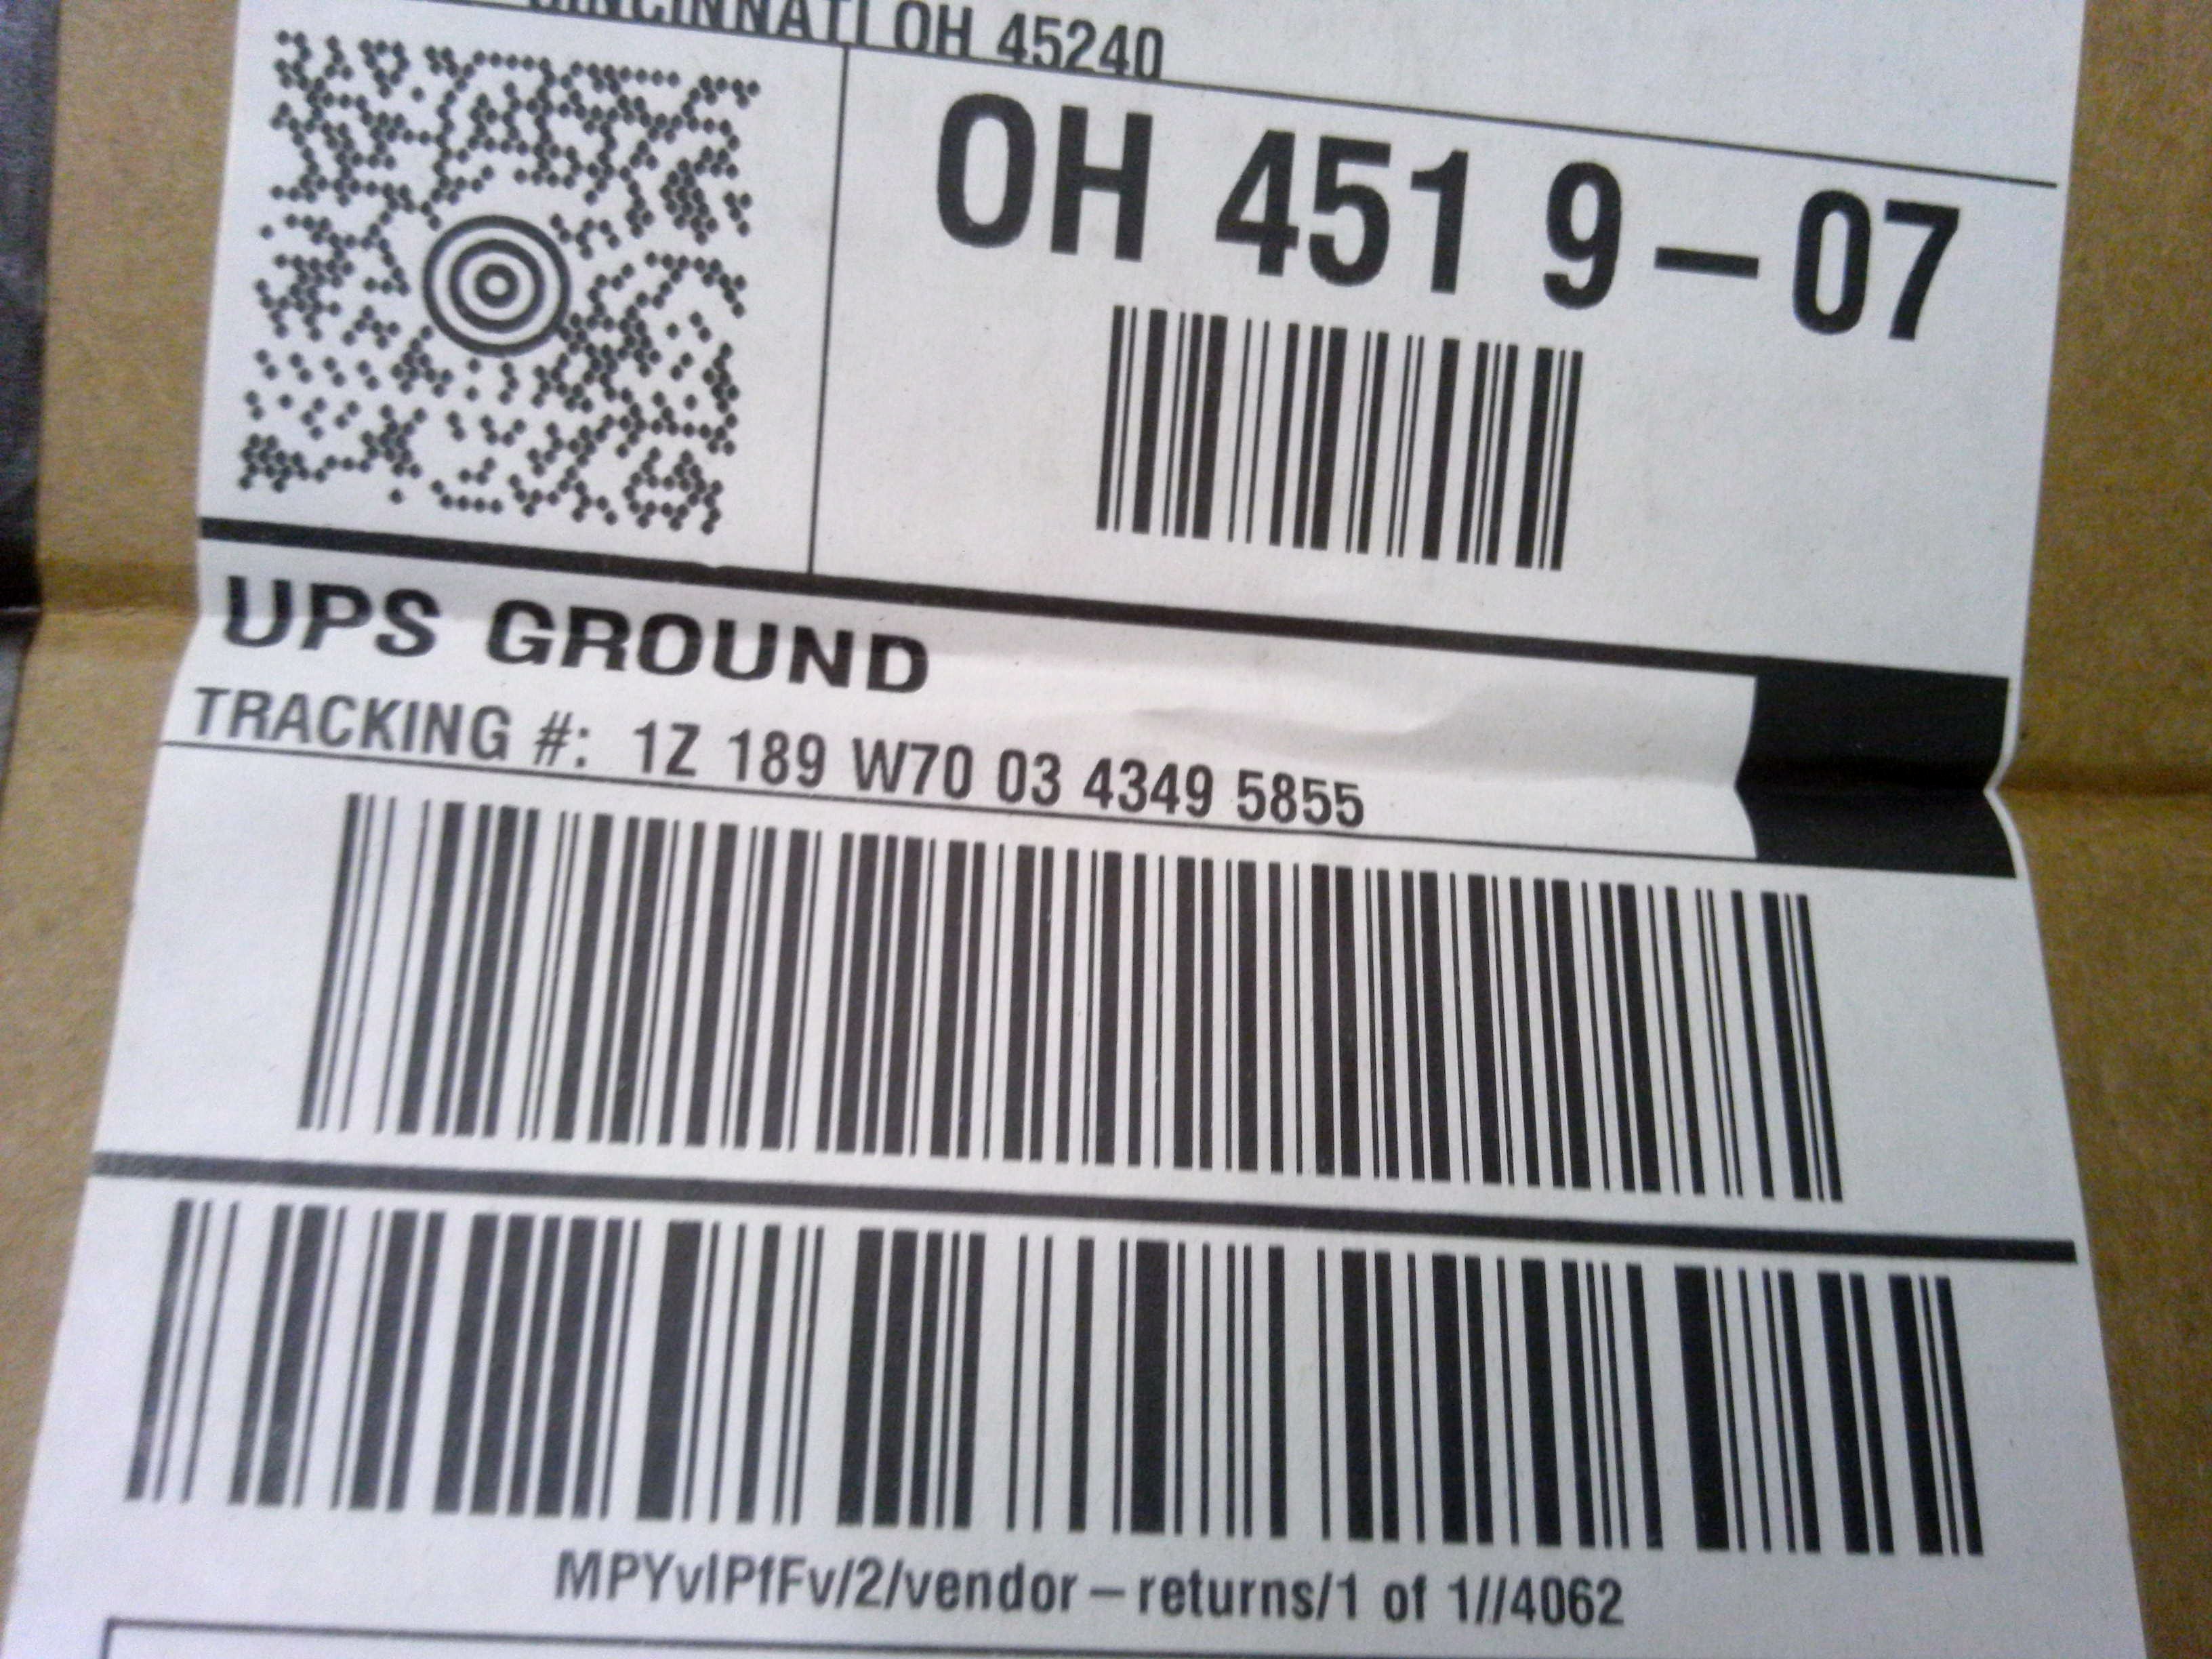 CINCINNATI OH 45240
OH 451 9-07
UPS GROUND
TRACKING #: 1Z 189 W70 03 4349 5855
MPYvlPfFv/2/vendor-returns/1 of 1//4062